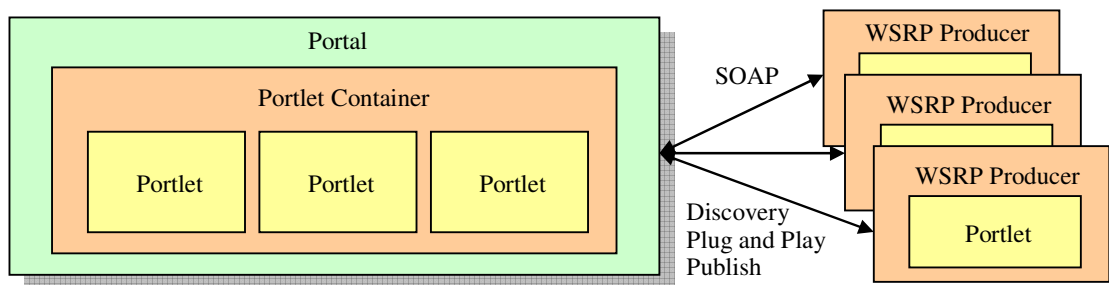 Portal
Portlet Container
Portlet
Portlet
Portlet
SOAP
Discovery
Plug and Play
Publish
WSRP Producer
WSRP Producer
WSRP Producer
Portlet